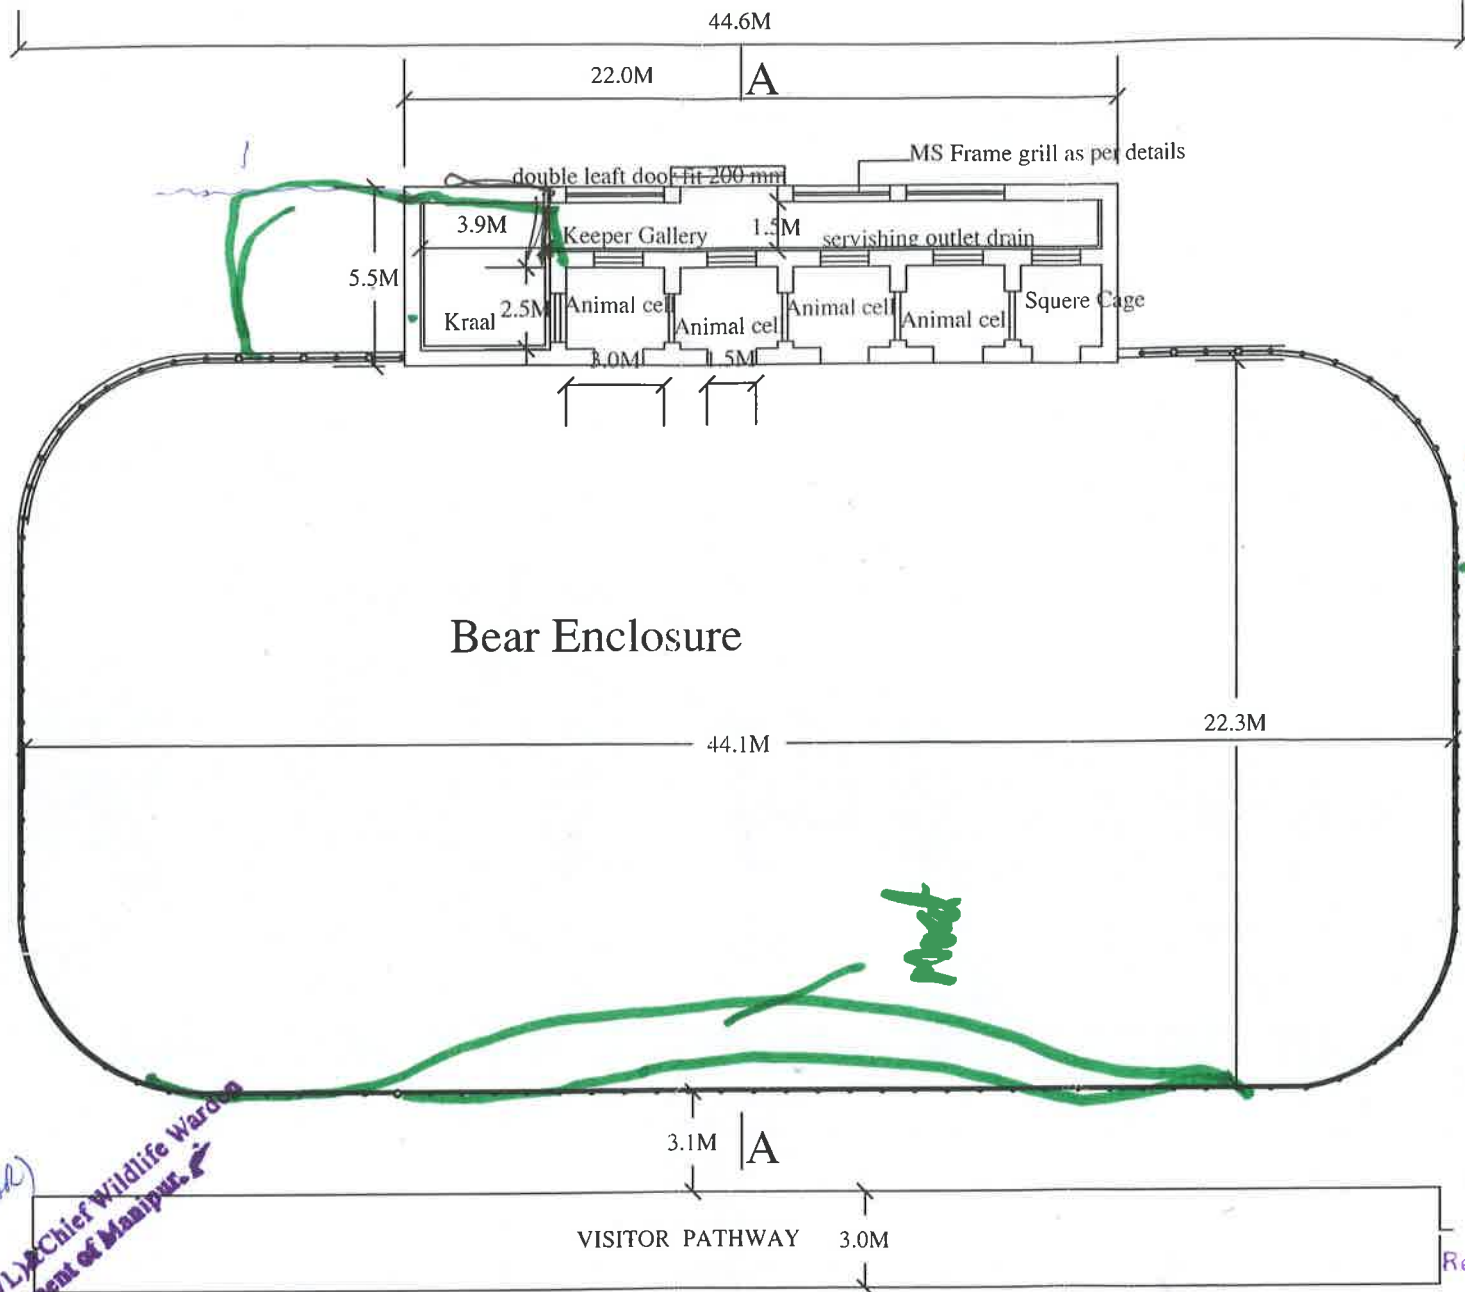 44.6M
22.0M
A
MS Frame grill as per details
double leaft door fit 200 mm
3.9M
Keeper Gallery
1.5M
servishing outlet drain
5.5M
Kraal
2.5M
Animal cell
Animal cel
Animal cell
Animal cel
Squere Cage
3.0M
1.5M
Bear Enclosure
44.1M
22.3M
3.1M
A
VISITOR PATHWAY
3.0M
Chief Wildlife Warden
of Manipur.